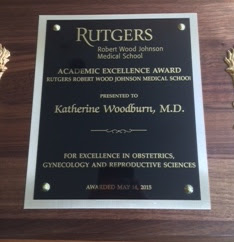 RUTGERS
Robert Wood Johnson
Medical School
ACADEMIC EXCELLENCE AWARD
RUTGERS ROBERT WOOD JOHNSON MEDICAL SCHOOL
PRESENTED TO
Katherine Woodburn, M.D.
FOR EXCELLENCE IN OBSTETRICS,
GYNECOLOGY AND REPRODUCTIVE SCIENCES
AWARDED MAY 14, 2015